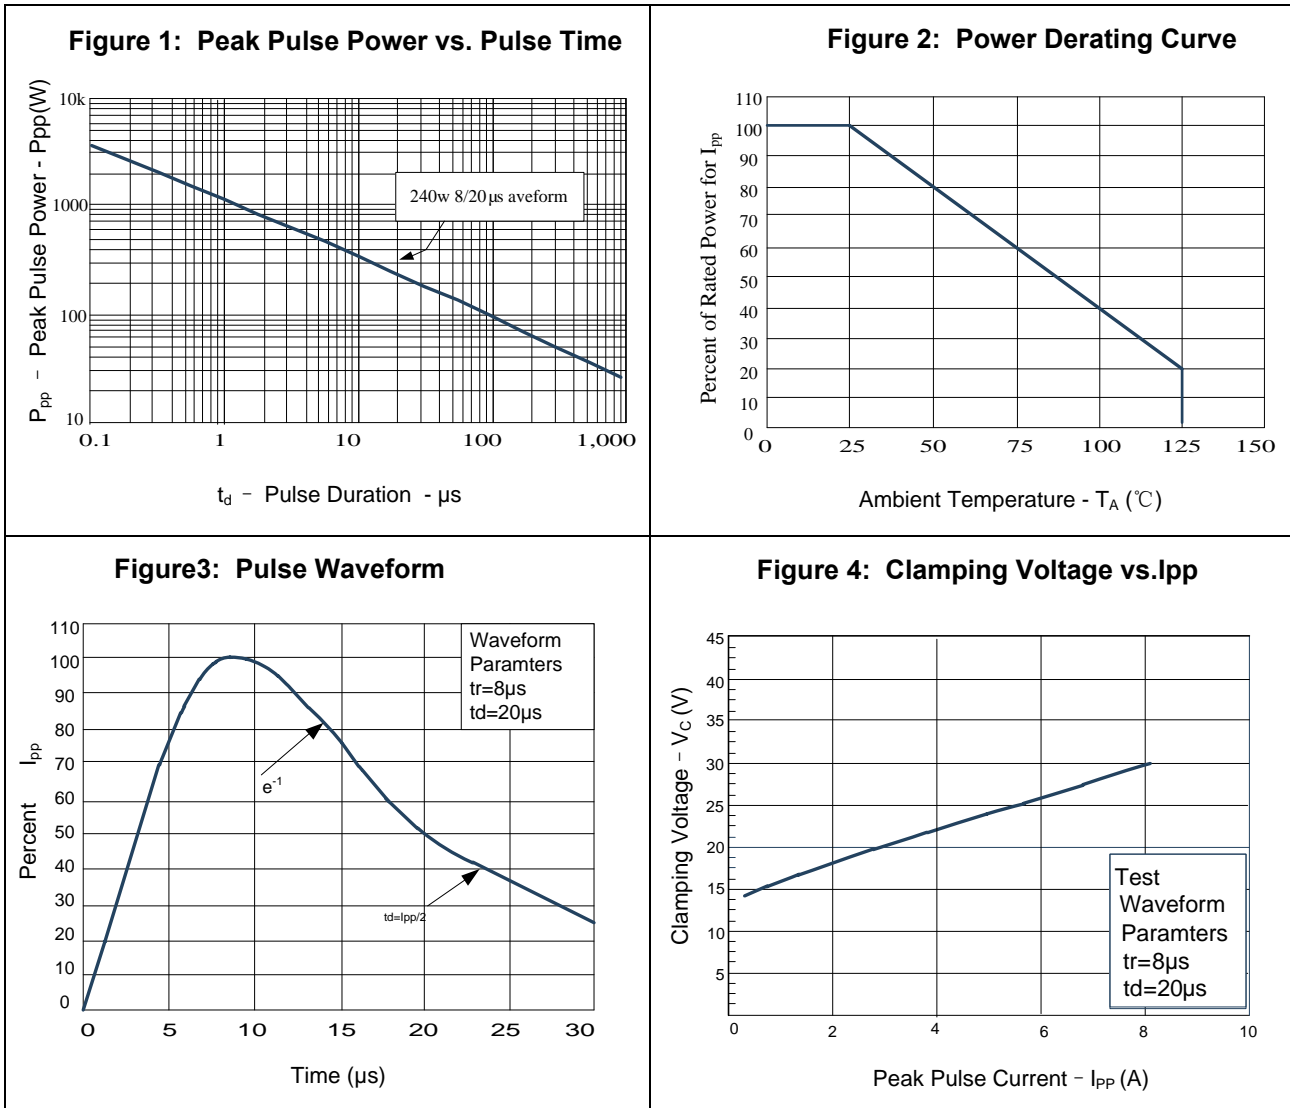 Figure 1: Peak Pulse Power vs. Pulse Time
Ppp – Peak Pulse Power - Ppp(W)
10k
1000
100
10
240w 8/20μs aveform
0.1 1 10 100 1,000
td – Pulse Duration - μs
Figure 2: Power Derating Curve
Percent of Rated Power for Ipp
110
100
90
80
70
60
50
40
30
20
10
0
0 25 50 75 100 125 150
Ambient Temperature - TA (℃)
Figure3: Pulse Waveform
Percent Ipp
110
100
90
80
70
60
50
40
30
20
10
0
Waveform
Paramters
tr=8μs
td=20μs
e-1
td=Ipp/2
0 5 10 15 20 25 30
Time (μs)
Figure 4: Clamping Voltage vs.Ipp
Clamping Voltage – VC (V)
45
40
35
30
25
20
15
10
5
Test
Waveform
Paramters
tr=8μs
td=20μs
0 2 4 6 8 10
Peak Pulse Current – IPP (A)